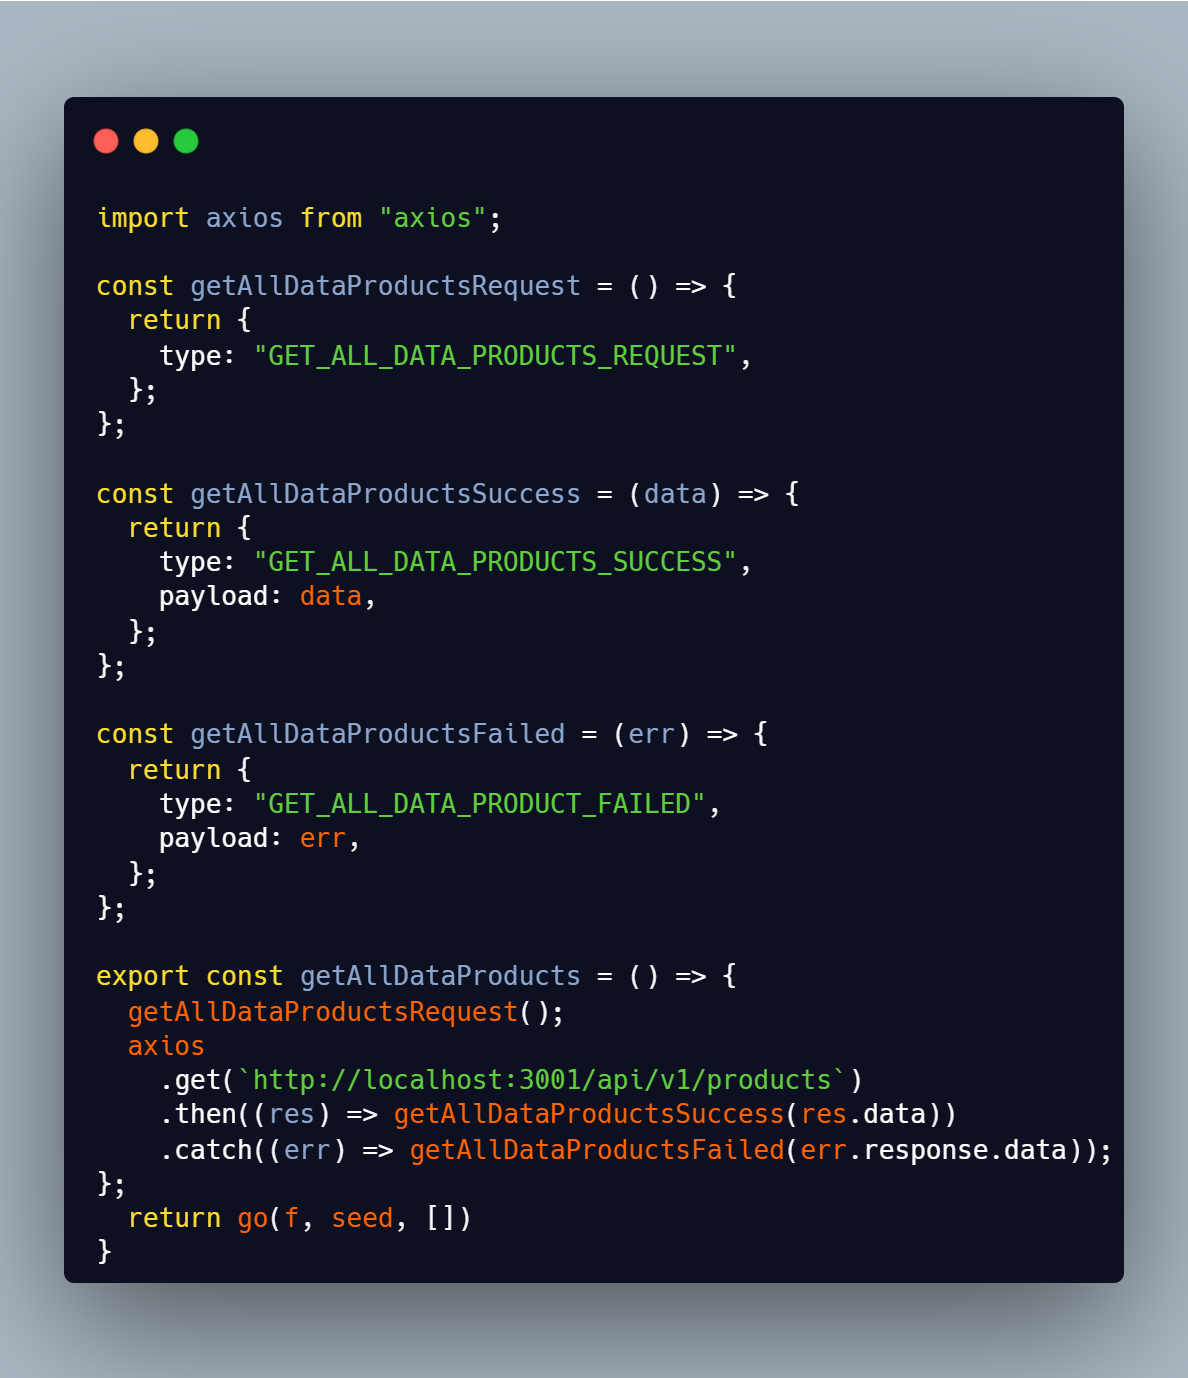 import axios from "axios";

const getAllDataProductsRequest = () => {
  return {
    type: "GET_ALL_DATA_PRODUCTS_REQUEST",
  };
};

const getAllDataProductsSuccess = (data) => {
  return {
    type: "GET_ALL_DATA_PRODUCTS_SUCCESS",
    payload: data,
  };
};

const getAllDataProductsFailed = (err) => {
  return {
    type: "GET_ALL_DATA_PRODUCT_FAILED",
    payload: err,
  };
};

export const getAllDataProducts = () => {
  getAllDataProductsRequest();
  axios
    .get(`http://localhost:3001/api/v1/products`)
    .then((res) => getAllDataProductsSuccess(res.data))
    .catch((err) => getAllDataProductsFailed(err.response.data));
};
  return go(f, seed, [])
}